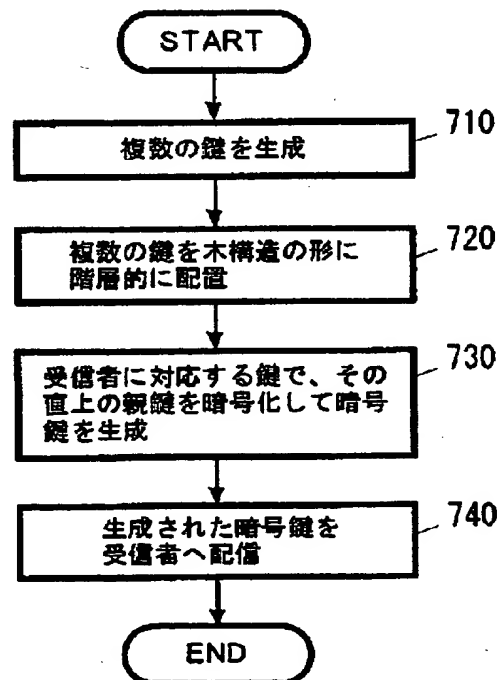 START
複数の鍵を生成
710
複数の鍵を木構造の形に
階層的に配置
720
受信者に対応する鍵で、その
直上の親鍵を暗号化して暗号
鍵を生成
730
生成された暗号鍵を
受信者へ配信
740
END